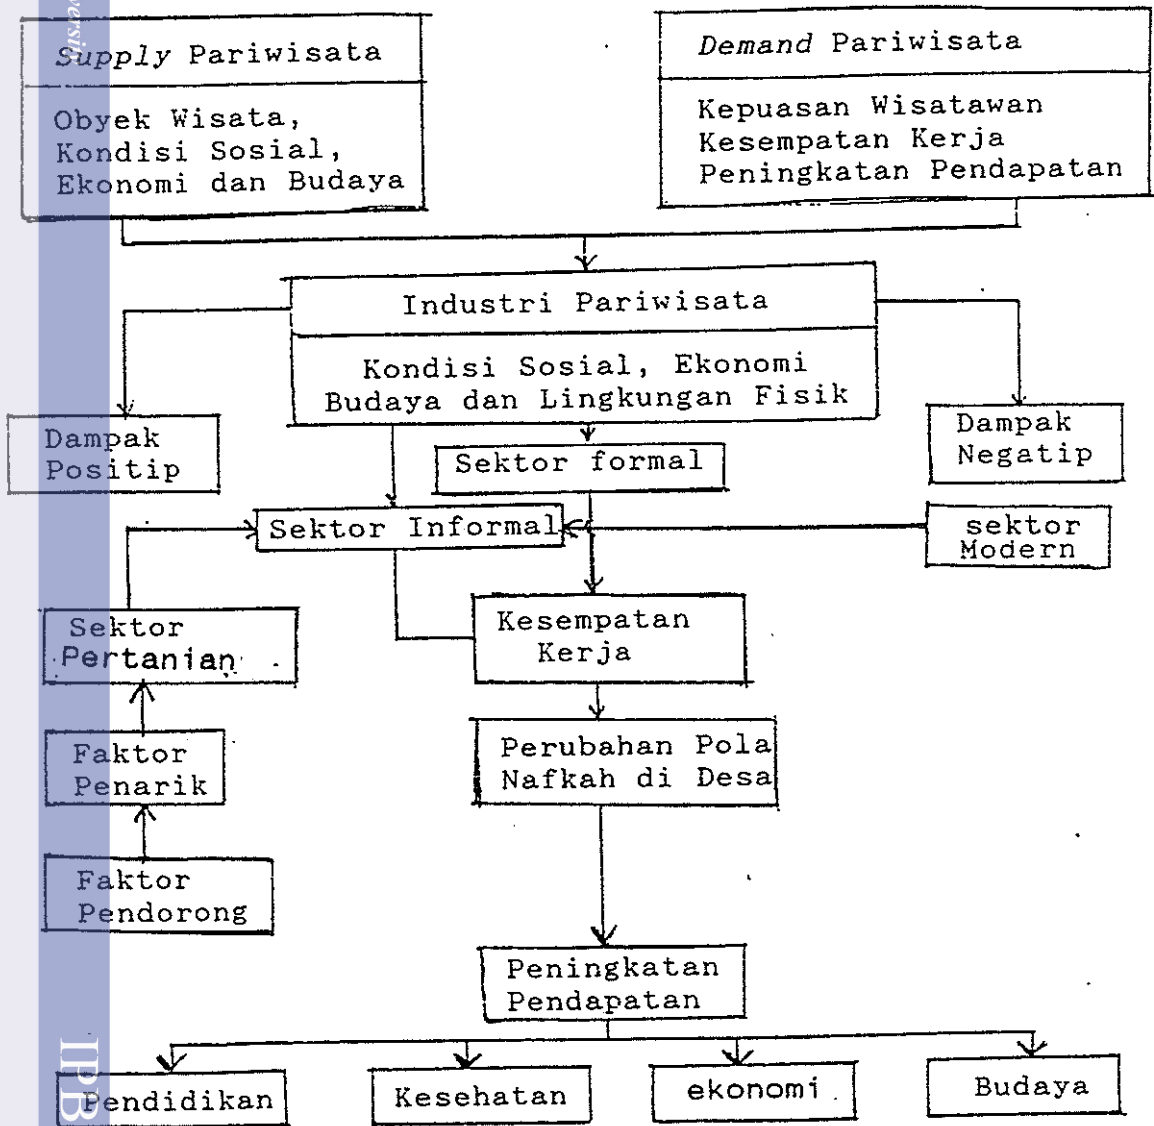 Supply Pariwisata
Obyek Wisata,
Kondisi Sosial,
Ekonomi dan Budaya
Demand Pariwisata
Kepuasan Wisatawan
Kesempatan Kerja
Peningkatan Pendapatan
Industri Pariwisata
Kondisi Sosial, Ekonomi
Budaya dan Lingkungan Fisik
Dampak
Positip
Sektor formal
Dampak
Negatip
Sektor Informal
sektor
Modern
Sektor
Pertanian
Kesempatan
Kerja
Faktor
Penarik
Perubahan Pola
Nafkah di Desa
Faktor
Pendorong
Peningkatan
Pendapatan
Pendidikan
Kesehatan
ekonomi
Budaya
IPB